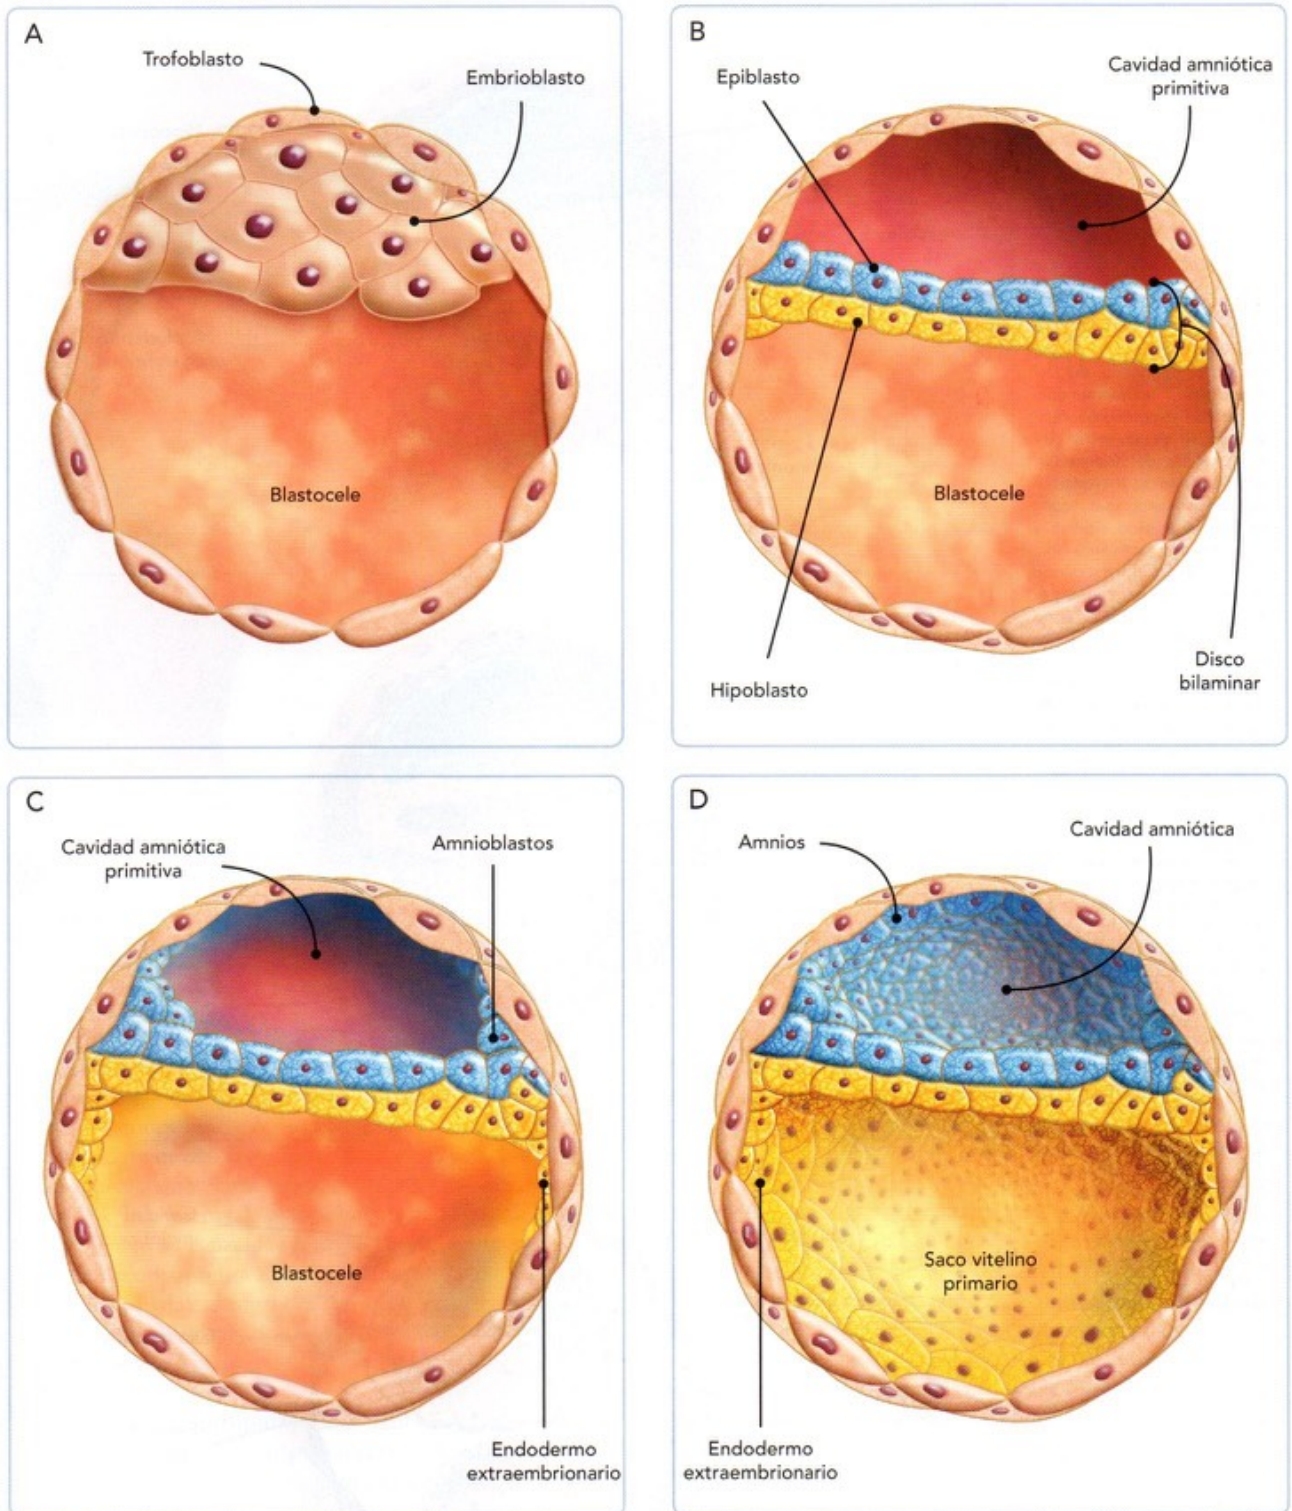 A
Trofoblasto
Embrioblasto
Blastocele
B
Epiblasto
Cavidad amniótica
primitiva
Blastocele
Hipoblasto
Disco
bilaminar
C
Cavidad amniótica
primitiva
Amnioblastos
Blastocele
Endodermo
extraembrionario
D
Amnios
Cavidad amniótica
Saco vitelino
primario
Endodermo
extraembrionario